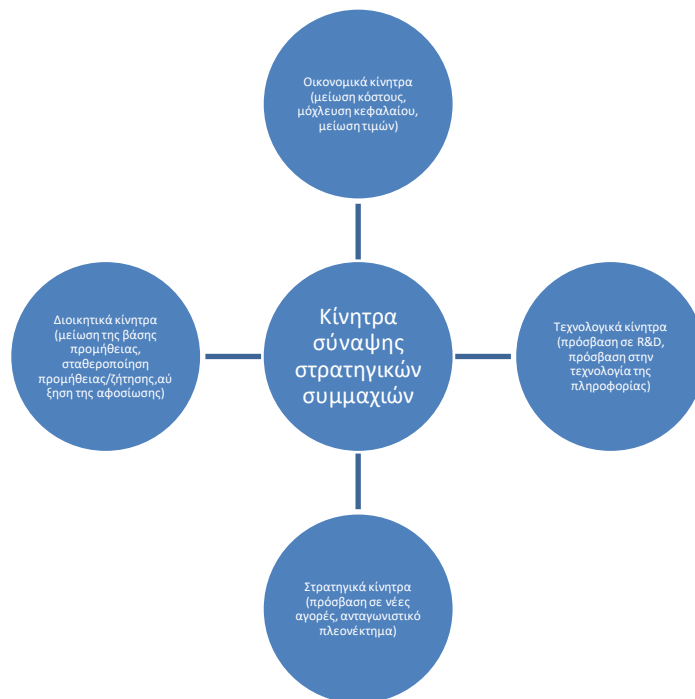 Οικονομικά κίνητρα
(μείωση κόστους,
μόχλευση κεφαλαίου,
μείωση τιμών)
Διοικητικά κίνητρα
(μείωση της βάσης
προμήθειας,
σταθεροποίηση
προμήθειας/ζήτησης,αύ
ξηση της αφοσίωσης)
Κίνητρα
σύναψης
στρατηγικών
συμμαχιών
Τεχνολογικά κίνητρα
(πρόσβαση σε R&D,
πρόσβαση στην
τεχνολογία της
πληροφορίας)
Στρατηγικά κίνητρα
(πρόσβαση σε νέες
αγορές, ανταγωνιστικό
πλεονέκτημα)